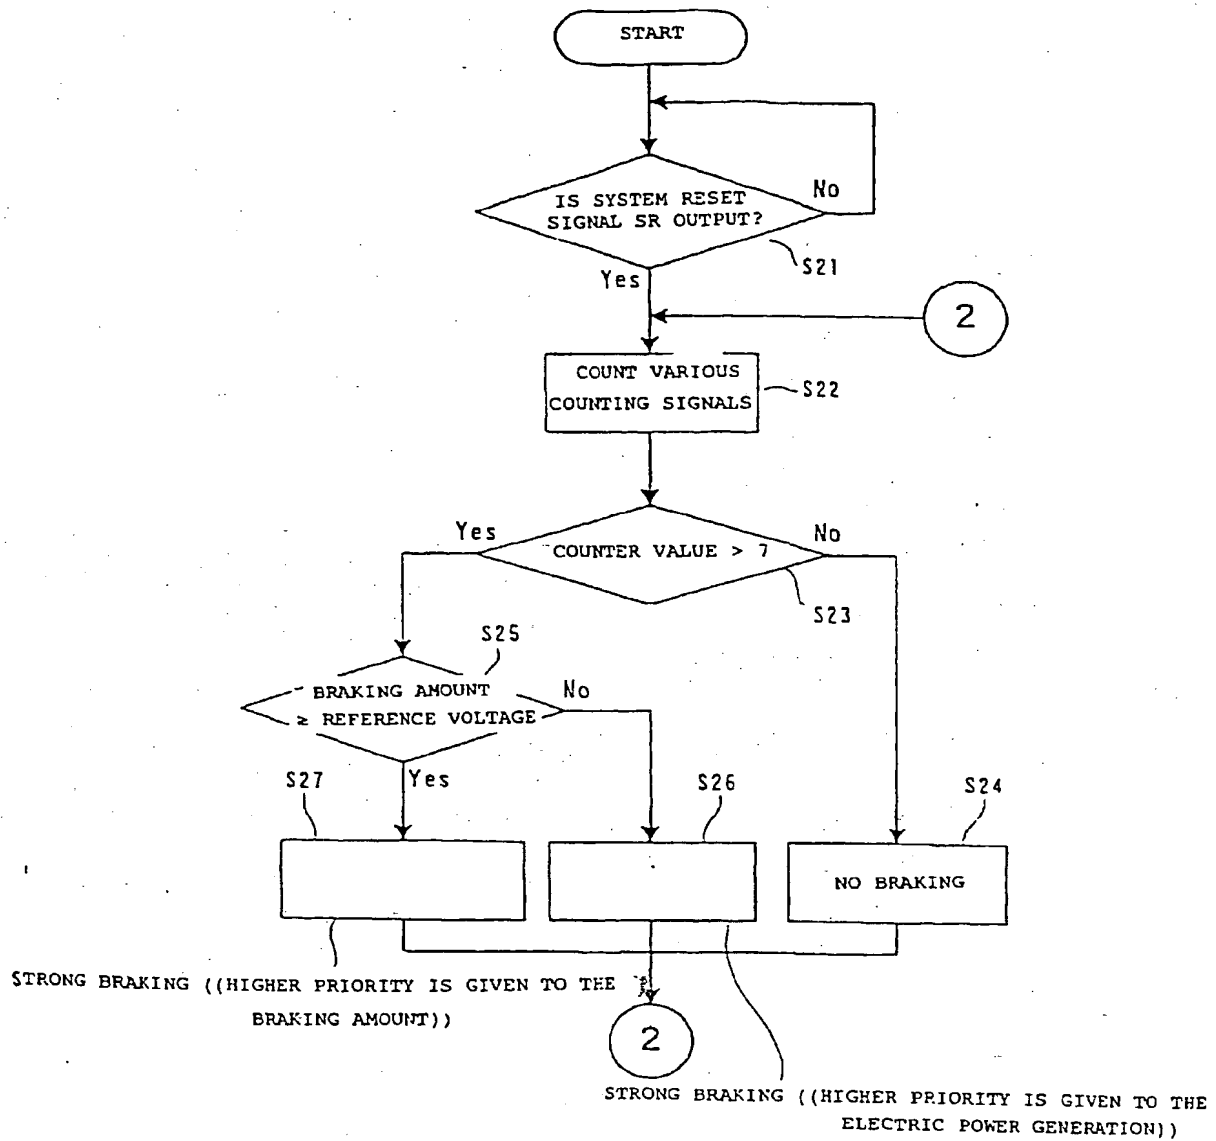 START
IS SYSTEM RESET
SIGNAL SR OUTPUT?
No
S21
Yes
2
COUNT VARIOUS
COUNTING SIGNALS
S22
Yes
COUNTER VALUE > 7
No
S23
S25
BRAKING AMOUNT
≥ REFERENCE VOLTAGE
No
Yes
S27
S26
S24
NO BRAKING
STRONG BRAKING ((HIGHER PRIORITY IS GIVEN TO THE
BRAKING AMOUNT))
2
STRONG BRAKING ((HIGHER PRIORITY IS GIVEN TO THE
ELECTRIC POWER GENERATION))